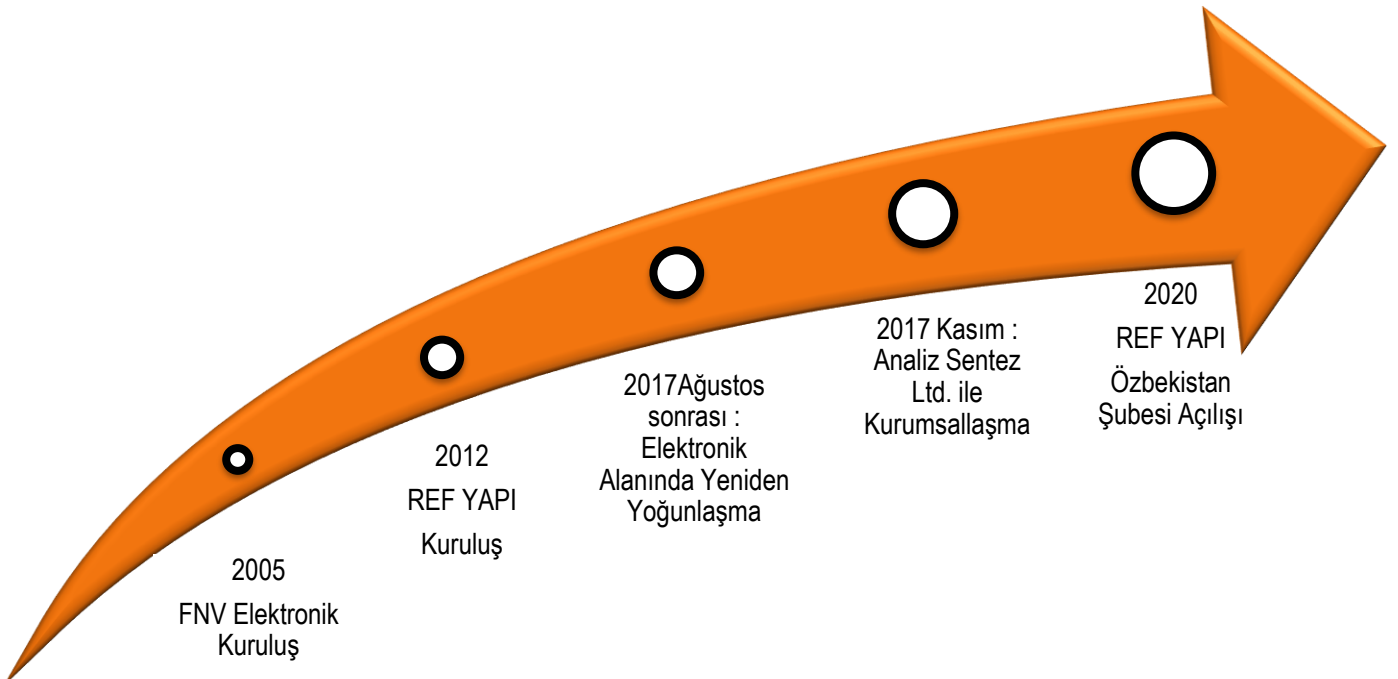 2005
FNV Elektronik
Kuruluş
2012
REF YAPI
Kuruluş
2017Ağustos
sonrası :
Elektronik
Alanında Yeniden
Yoğunlaşma
2017 Kasım :
Analiz Sentez
Ltd. ile
Kurumsallaşma
2020
REF YAPI
Özbekistan
Şubesi Açılışı